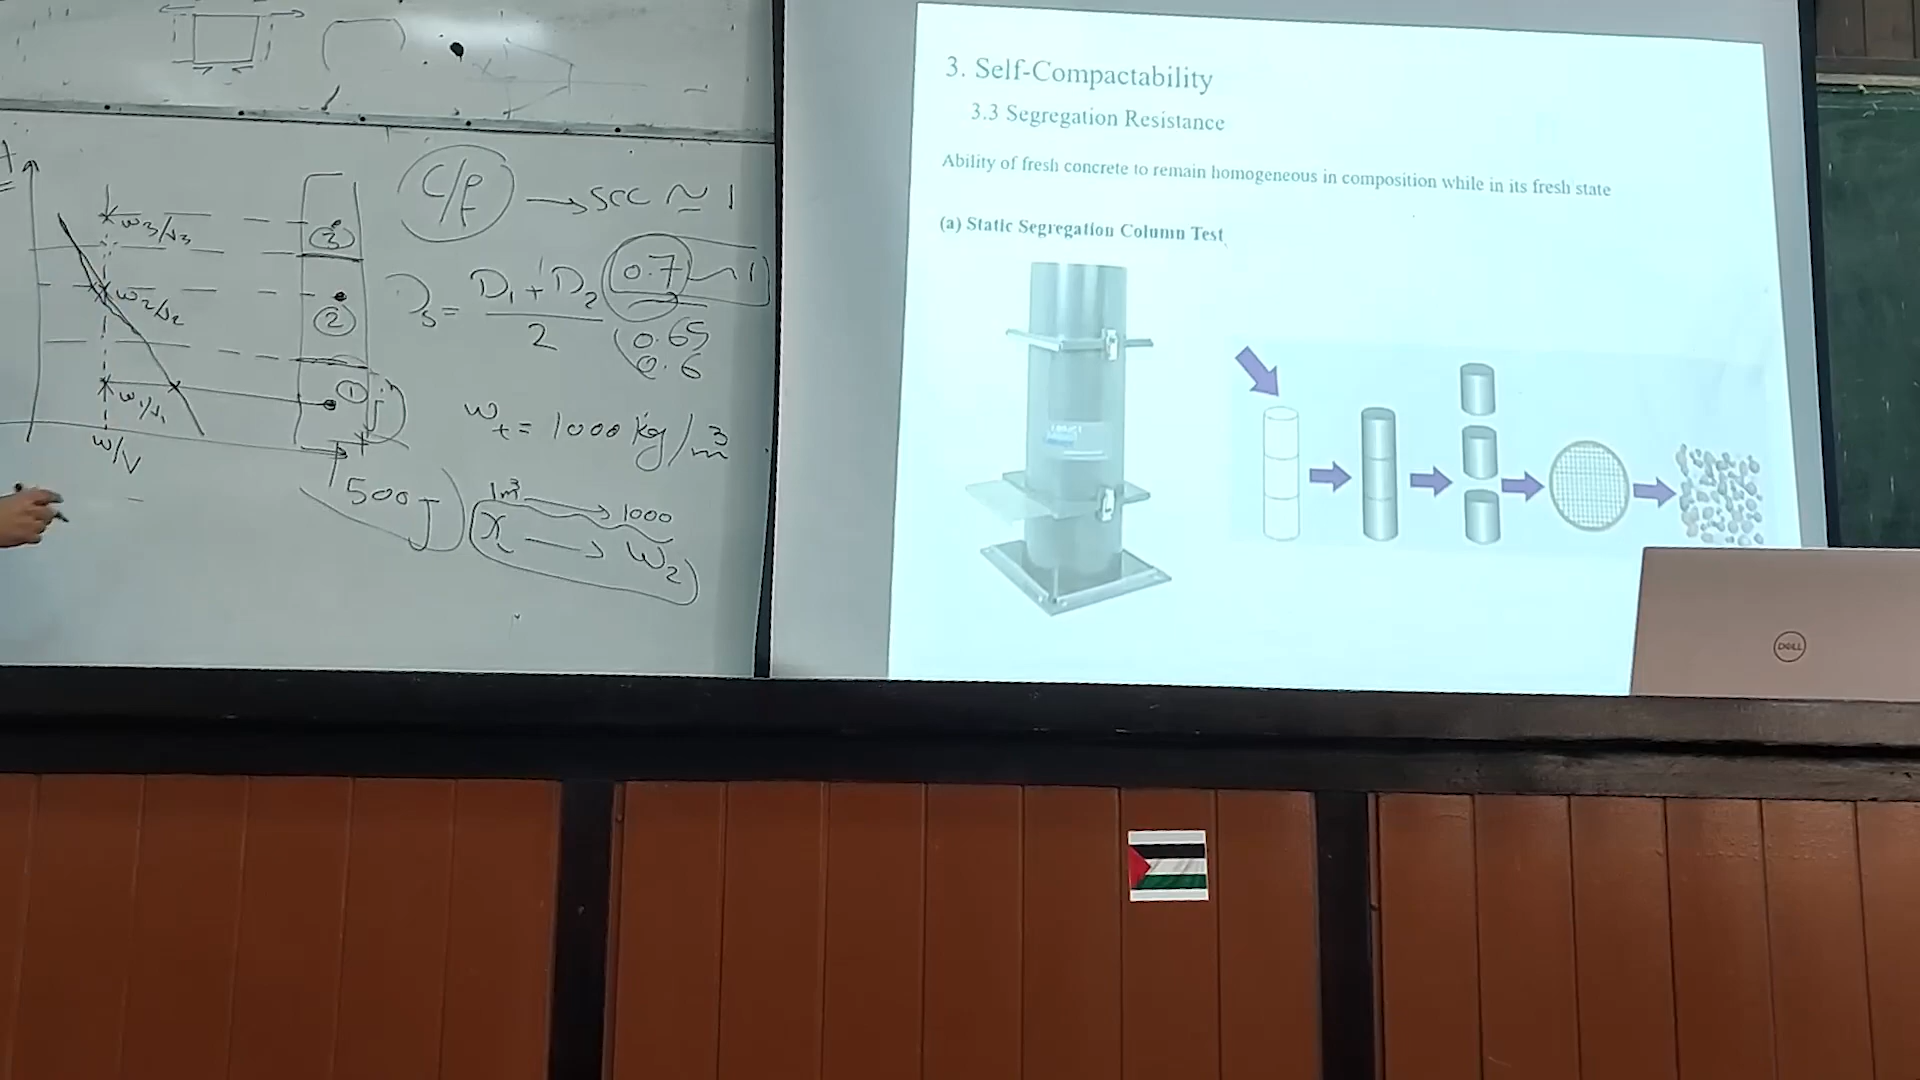 C/F → SCC ≈ 1
w3/v3
③
Ds = D1 + D2 / 2
0.7 ~ 1
0.65
0.6
w2/v2
②
①
w1/v1
w/v
wt = 1000 kg/m3
500
1m3 → 1000
x → w2
3. Self-Compactability
3.3 Segregation Resistance
Ability of fresh concrete to remain homogeneous in composition while in its fresh state
(a) Static Segregation Column Test
DELL